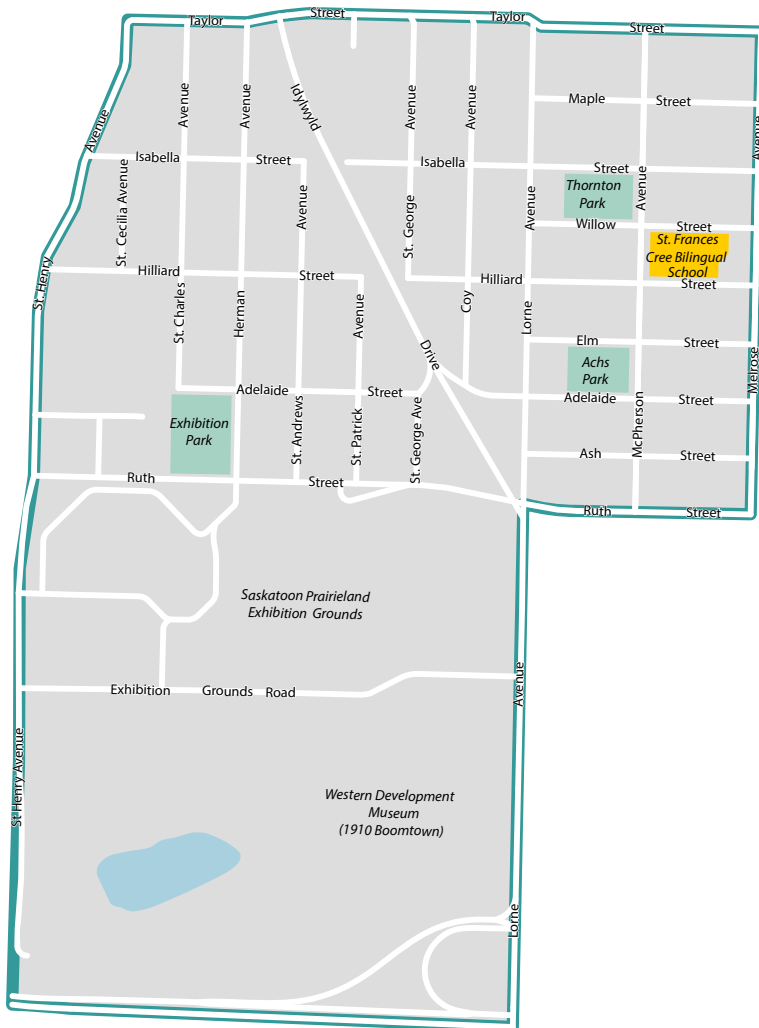 Taylor
Street
Taylor
Street
Avenue
Avenue
Idylwyld
Avenue
Avenue
Maple
Street
Avenue
Avenue
Isabella
Street
Isabella
Street
St. Cecilia Avenue
Avenue
St. George
Avenue
Avenue
Thornton
Park
Willow
Street
St. Frances
Cree Bilingual
School
St. Henry
Hilliard
Street
Hilliard
Street
St. Charles
Herman
Avenue
Coy
Lorne
Drive
Elm
Street
Achs
Park
Melrose
Adelaide
Street
Adelaide
Street
Exhibition
Park
St. Andrews
St. Patrick
St. George Ave
McPherson
Ash
Street
Ruth
Street
Ruth
Street
Saskatoon Prairieland
Exhibition Grounds
Exhibition
Grounds
Road
Avenue
St Henry Avenue
Western Development
Museum
(1910 Boomtown)
Lorne